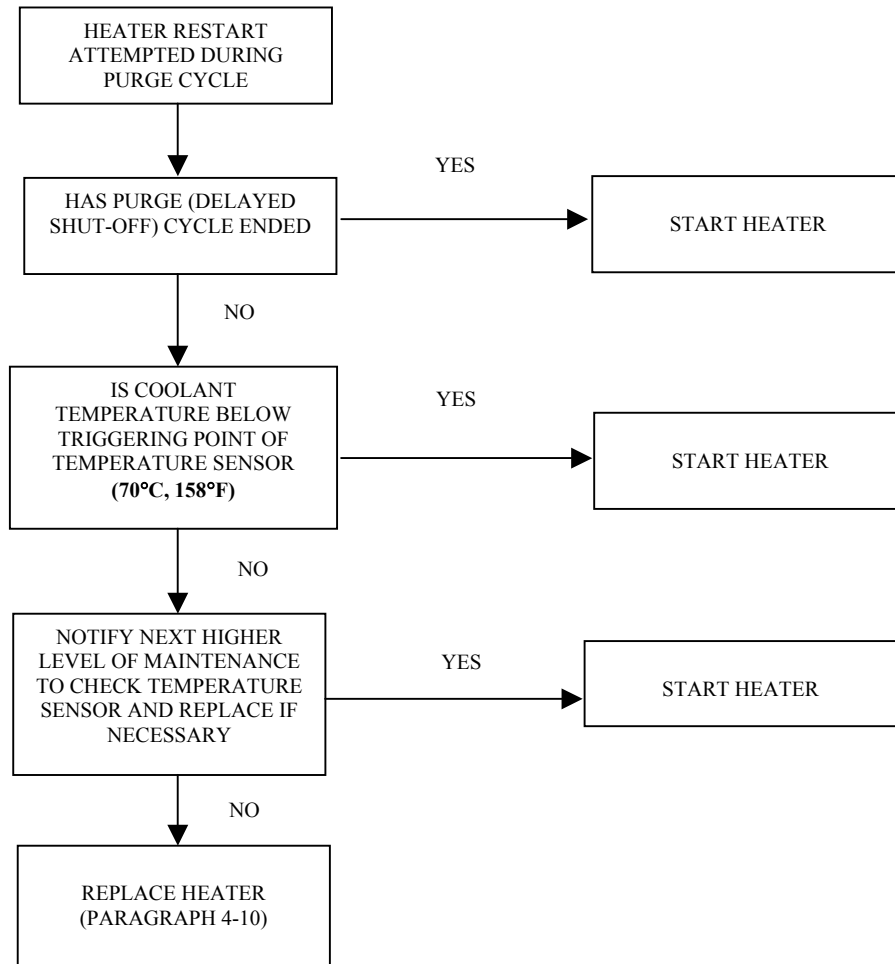 HEATER RESTART
ATTEMPTED DURING
PURGE CYCLE
YES
HAS PURGE (DELAYED
SHUT-OFF) CYCLE ENDED
START HEATER
NO
IS COOLANT
TEMPERATURE BELOW
TRIGGERING POINT OF
TEMPERATURE SENSOR
(70°C, 158°F)
YES
START HEATER
NO
NOTIFY NEXT HIGHER
LEVEL OF MAINTENANCE
TO CHECK TEMPERATURE
SENSOR AND REPLACE IF
NECESSARY
YES
START HEATER
NO
REPLACE HEATER
(PARAGRAPH 4-10)